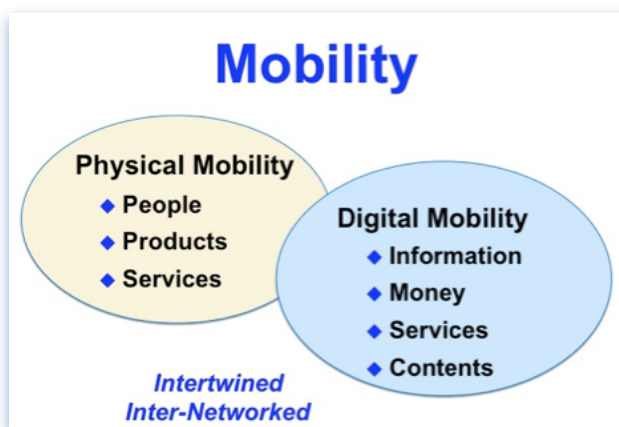 Mobility
Physical Mobility
People
Products
Services
Digital Mobility
Information
Money
Services
Contents
Intertwined
Inter-Networked